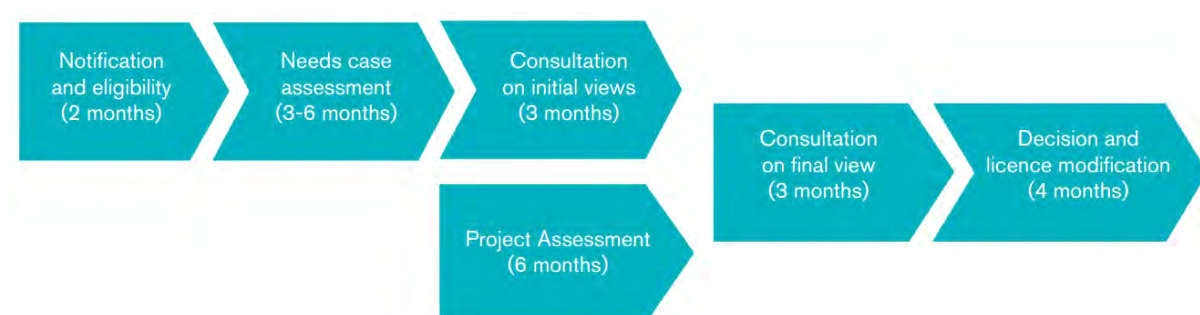 Notification
and eligibility
(2 months)
Needs case
assessment
(3-6 months)
Consultation
on initial views
(3 months)
Project Assessment
(6 months)
Consultation
on final view
(3 months)
Decision and
licence modification
(4 months)